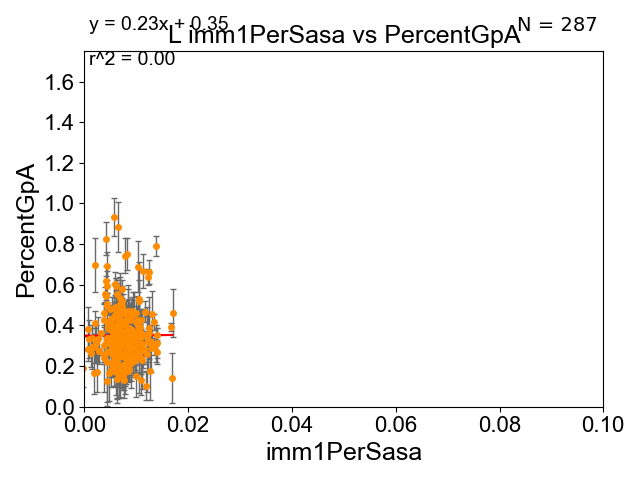 y = 0.23x + 0.35
L imm1PerSasa vs PercentGpA
N = 287
r^2 = 0.00
PercentGpA
1.6
1.4
1.2
1.0
0.8
0.6
0.4
0.2
0.0
0.00 0.02 0.04 0.06 0.08 0.10
imm1PerSasa